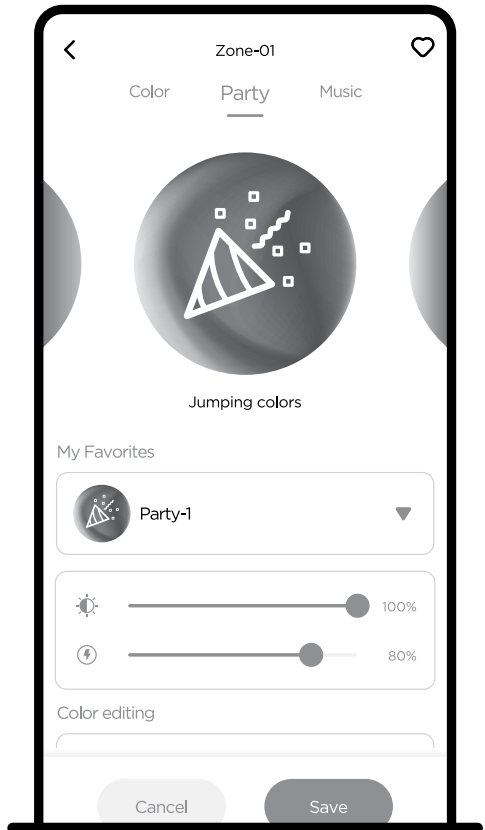 Zone-01
Color Party Music
Jumping colors
My Favorites
Party-1
100%
80%
Color editing
Cancel Save